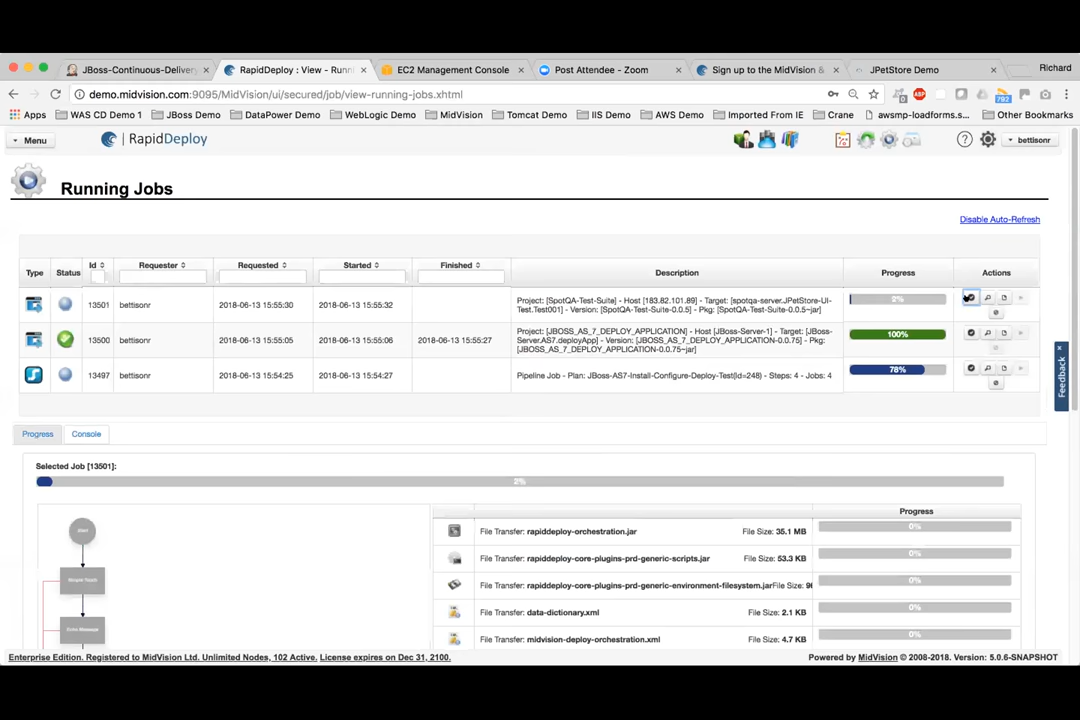 JBoss-Continuous-Delivery
RapidDeploy : View - Runni
EC2 Management Console
Post Attendee - Zoom
Sign up to the MidVision &
JPetStore Demo
Richard
demo.midvision.com:9095/MidVision/ui/secured/job/view-running-jobs.xhtml
ABP
792
Apps
WAS CD Demo 1
JBoss Demo
DataPower Demo
WebLogic Demo
MidVision
Tomcat Demo
IIS Demo
AWS Demo
Imported From IE
Crane
awsmp-loadforms.s...
Other Bookmarks
Menu
| RapidDeploy
bettisonr
Running Jobs
Disable Auto-Refresh
Type Status Id Requester Requested Started Finished Description Progress Actions
13501 bettisonr 2018-06-13 15:55:30 2018-06-13 15:55:32
Project: [SpotQA-Test-Suite] - Host [183.82.101.89] - Target: [spotqa-server.JPetStore-UI-
Test.Test001] - Version: [SpotQA-Test-Suite-0.0.5] - Pkg: [SpotQA-Test-Suite-0.0.5~jar]
2%
13500 bettisonr 2018-06-13 15:55:05 2018-06-13 15:55:06 2018-06-13 15:55:27
Project: [JBOSS_AS_7_DEPLOY_APPLICATION] - Host [JBoss-Server-1] - Target: [JBoss-
Server.AS7.deployApp] - Version: [JBOSS_AS_7_DEPLOY_APPLICATION-0.0.75] - Pkg:
[JBOSS_AS_7_DEPLOY_APPLICATION-0.0.75~jar]
100%
13497 bettisonr 2018-06-13 15:54:25 2018-06-13 15:54:27
Pipeline Job - Plan: JBoss-AS7-Install-Configure-Deploy-Test(Id=248) - Steps: 4 - Jobs: 4
78%
Feedback
Progress
Console
Selected Job [13501]:
2%
Progress
Start
File Transfer: rapiddeploy-orchestration.jar File Size: 35.1 MB 0%
File Transfer: rapiddeploy-core-plugins-prd-generic-scripts.jar File Size: 53.3 KB 0%
File Transfer: rapiddeploy-core-plugins-prd-generic-environment-filesystem.jar File Size: 0%
File Transfer: data-dictionary.xml File Size: 2.1 KB 0%
Echo Message
File Transfer: midvision-deploy-orchestration.xml File Size: 4.7 KB 0%
Enterprise Edition. Registered to MidVision Ltd. Unlimited Nodes, 102 Active. License expires on Dec 31, 2100.
Powered by MidVision © 2008-2018. Version: 5.0.6-SNAPSHOT